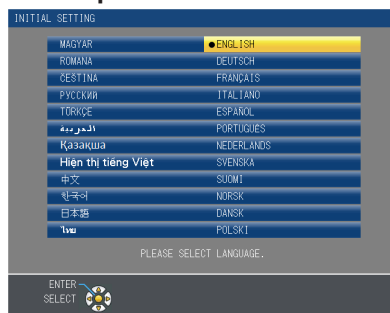 INITIAL SETTING
MAGYAR ●ENGLISH
ROMÂNA DEUTSCH
ČEŠTINA FRANÇAIS
РУССКИЙ ITALIANO
TÜRKÇE ESPAÑOL
العربية PORTUGUÊS
Қазақша NEDERLANDS
Hiện thị tiếng Việt SVENSKA
中文 SUOMI
한국어 NORSK
日本語 DANSK
ไทย POLSKI
PLEASE SELECT LANGUAGE.
ENTER
SELECT